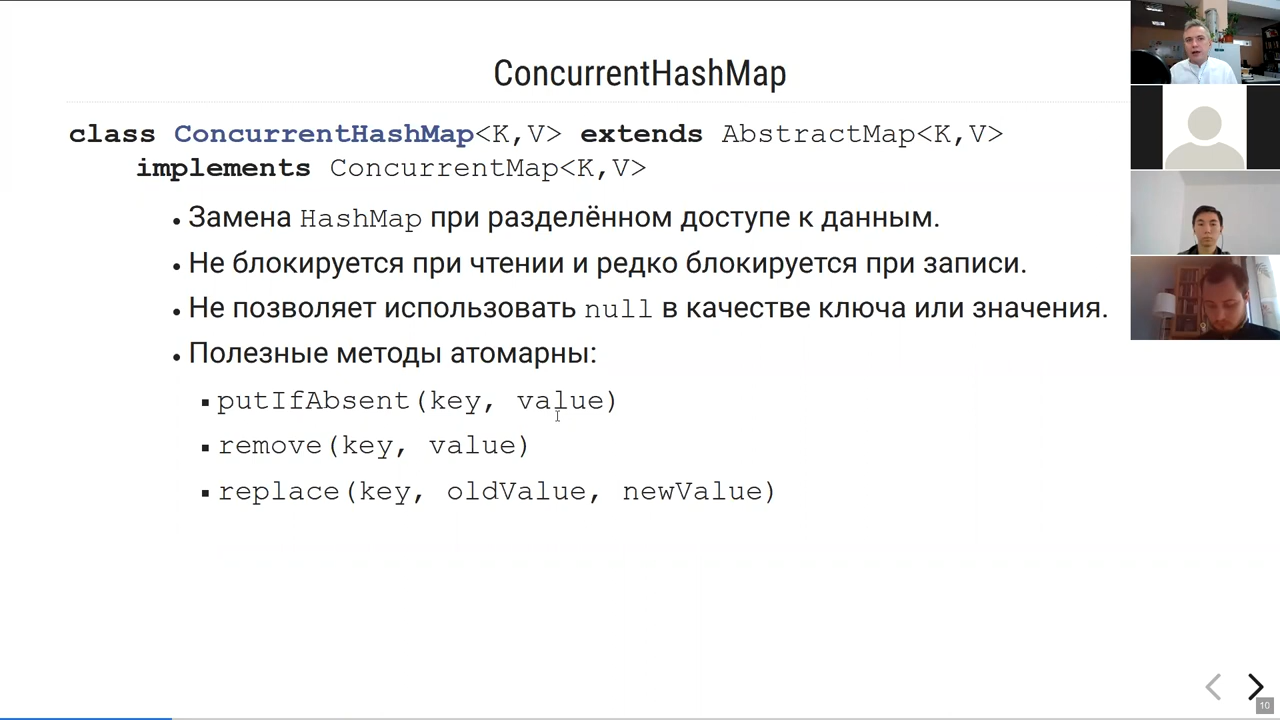 ConcurrentHashMap
class ConcurrentHashMap<K,V> extends AbstractMap<K,V>
implements ConcurrentMap<K,V>
• Замена HashMap при разделённом доступе к данным.
• Не блокируется при чтении и редко блокируется при записи.
• Не позволяет использовать null в качестве ключа или значения.
• Полезные методы атомарны:
▪ putIfAbsent(key, value)
▪ remove(key, value)
▪ replace(key, oldValue, newValue)
10